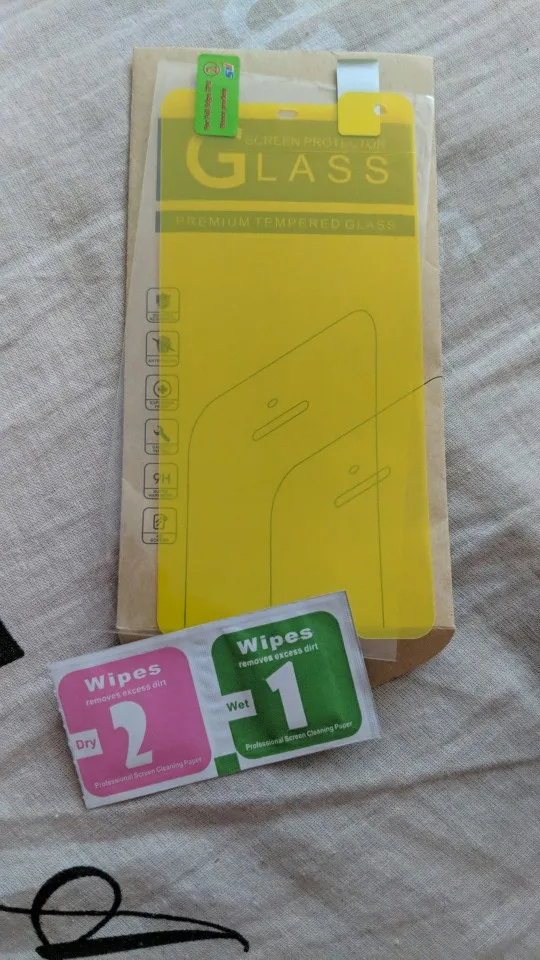 SCREEN PROTECTOR
GLASS
PREMIUM TEMPERED GLASS
9H
Wipes
removes excess dirt
Dry
2
Professional Screen Cleaning Paper
Wipes
removes excess dirt
Wet
1
Professional Screen Cleaning Paper